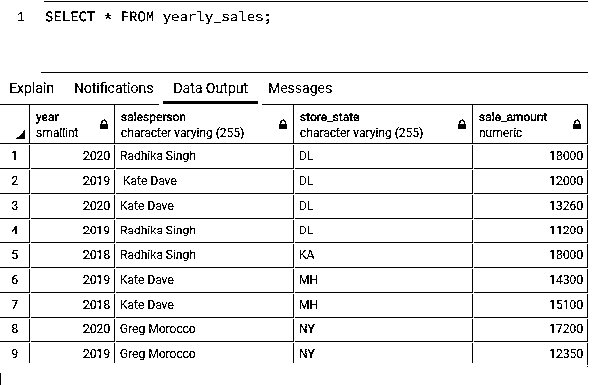 1 SELECT * FROM yearly_sales;
Explain Notifications Data Output Messages
year salesperson store_state sale_amount
smallint character varying (255) character varying (255) numeric
1 2020 Radhika Singh DL 18000
2 2019 Kate Dave DL 12000
3 2020 Kate Dave DL 13260
4 2019 Radhika Singh DL 11200
5 2018 Radhika Singh KA 18000
6 2019 Kate Dave MH 14300
7 2018 Kate Dave MH 15100
8 2020 Greg Morocco NY 17200
9 2019 Greg Morocco NY 12350